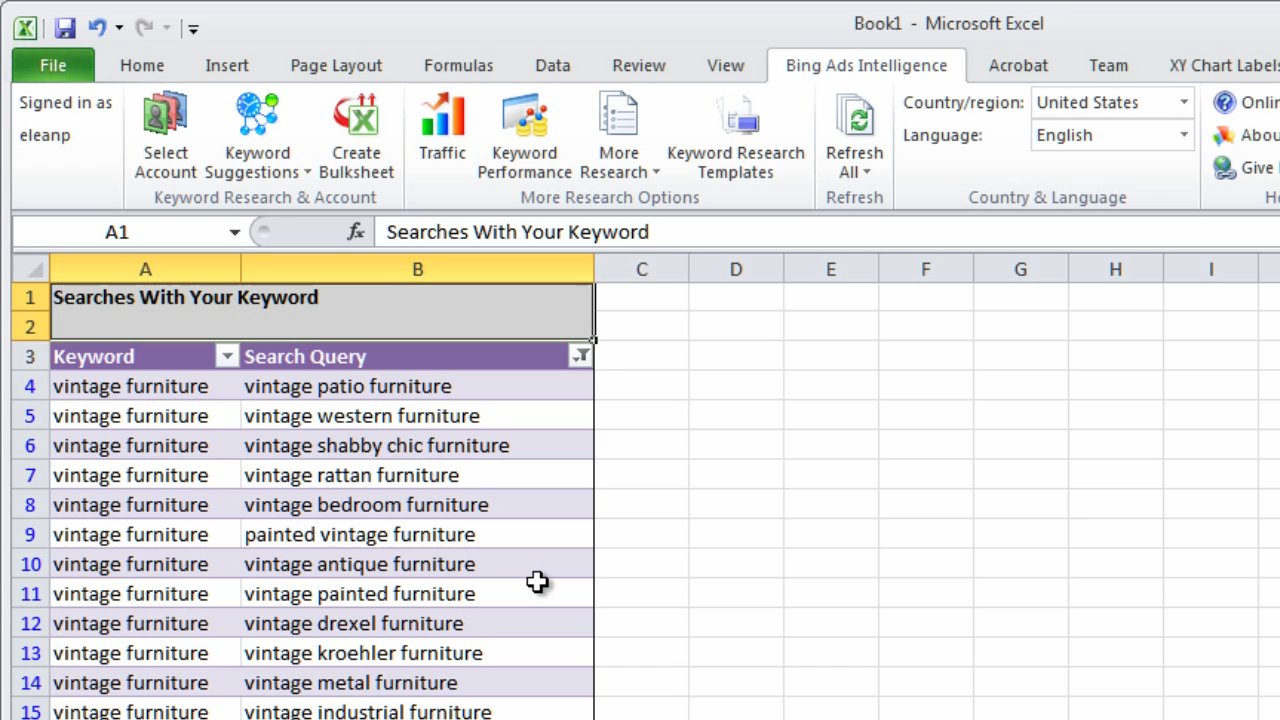 Book1 - Microsoft Excel
File Home Insert Page Layout Formulas Data Review View Bing Ads Intelligence Acrobat Team XY Chart Labels
Signed in as
eleanp
Select Account
Keyword Suggestions
Create Bulksheet
Traffic
Keyword Performance
More Research
Keyword Research Templates
Refresh All
Country/region: United States
Language: English
Abou
Give
Keyword Research & Account
More Research Options
Refresh
Country & Language
A1 fx Searches With Your Keyword
A B C D E F G H I
1 Searches With Your Keyword
2
3 Keyword Search Query
4 vintage furniture vintage patio furniture
5 vintage furniture vintage western furniture
6 vintage furniture vintage shabby chic furniture
7 vintage furniture vintage rattan furniture
8 vintage furniture vintage bedroom furniture
9 vintage furniture painted vintage furniture
10 vintage furniture vintage antique furniture
11 vintage furniture vintage painted furniture
12 vintage furniture vintage drexel furniture
13 vintage furniture vintage kroehler furniture
14 vintage furniture vintage metal furniture
15 vintage furniture vintage industrial furniture